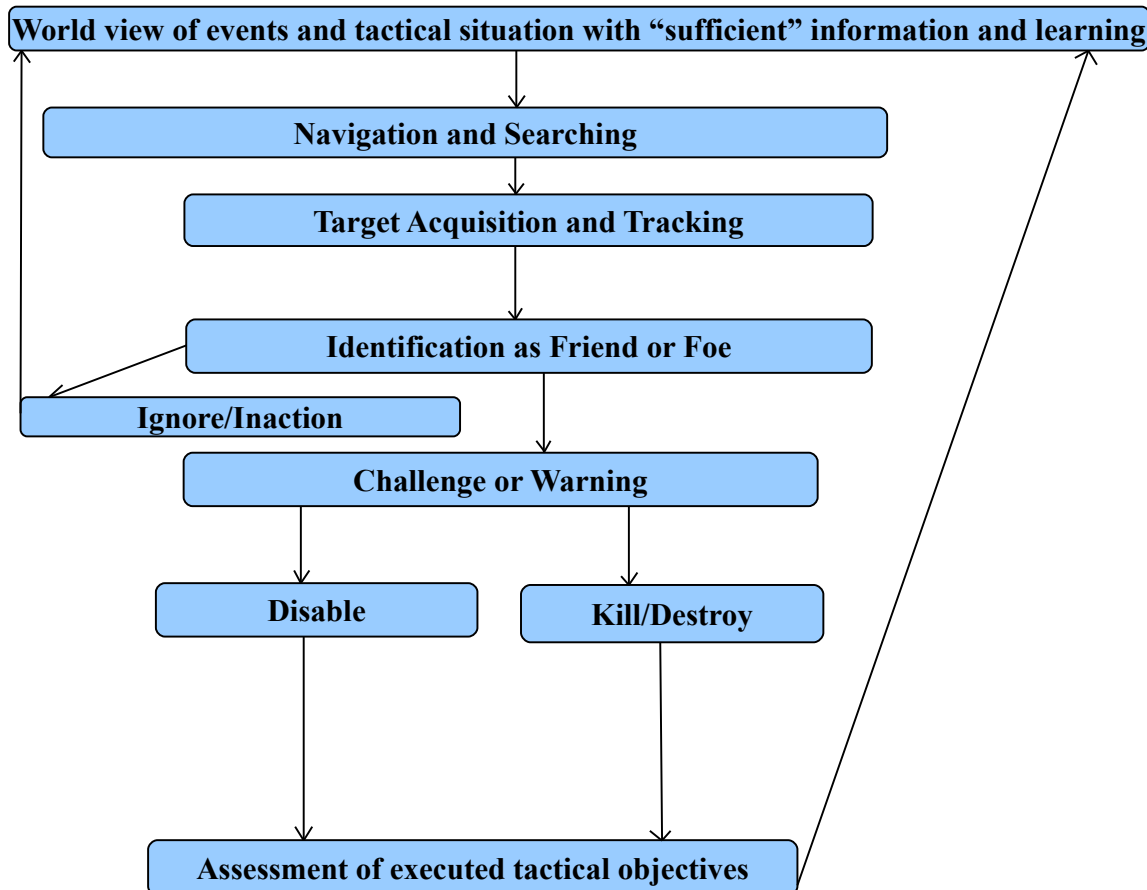 World view of events and tactical situation with “sufficient” information and learning
Navigation and Searching
Target Acquisition and Tracking
Identification as Friend or Foe
Ignore/Inaction
Challenge or Warning
Disable
Kill/Destroy
Assessment of executed tactical objectives